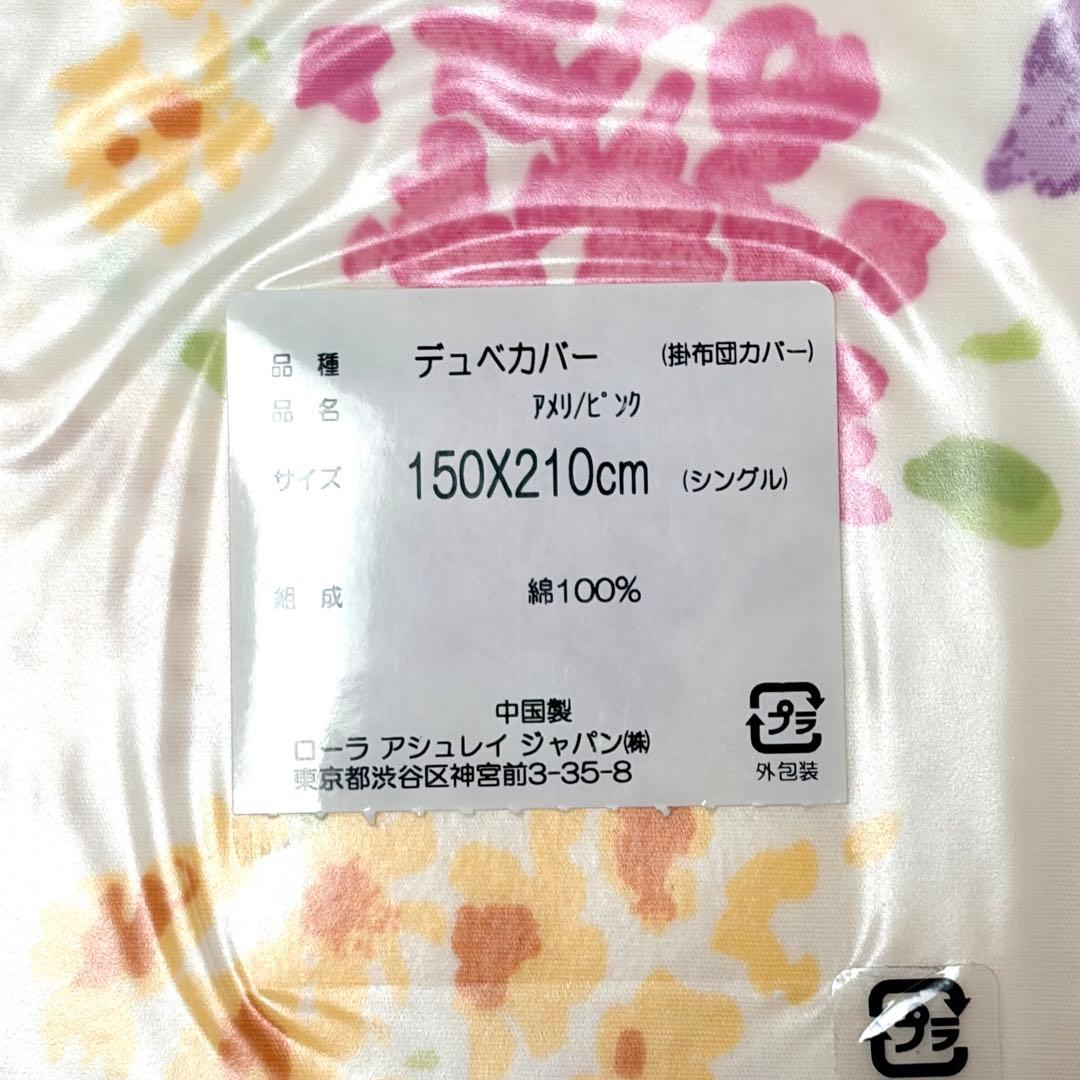 品 種 デュベカバー (掛布団カバー)
品 名 ｱﾒﾘ/ﾋﾟﾝｸ
サイズ 150X210cm (シングル)
組 成 綿100%
中国製
ローラ アシュレイ ジャパン㈱
東京都渋谷区神宮前3-35-8
プラ
外包装
プラ